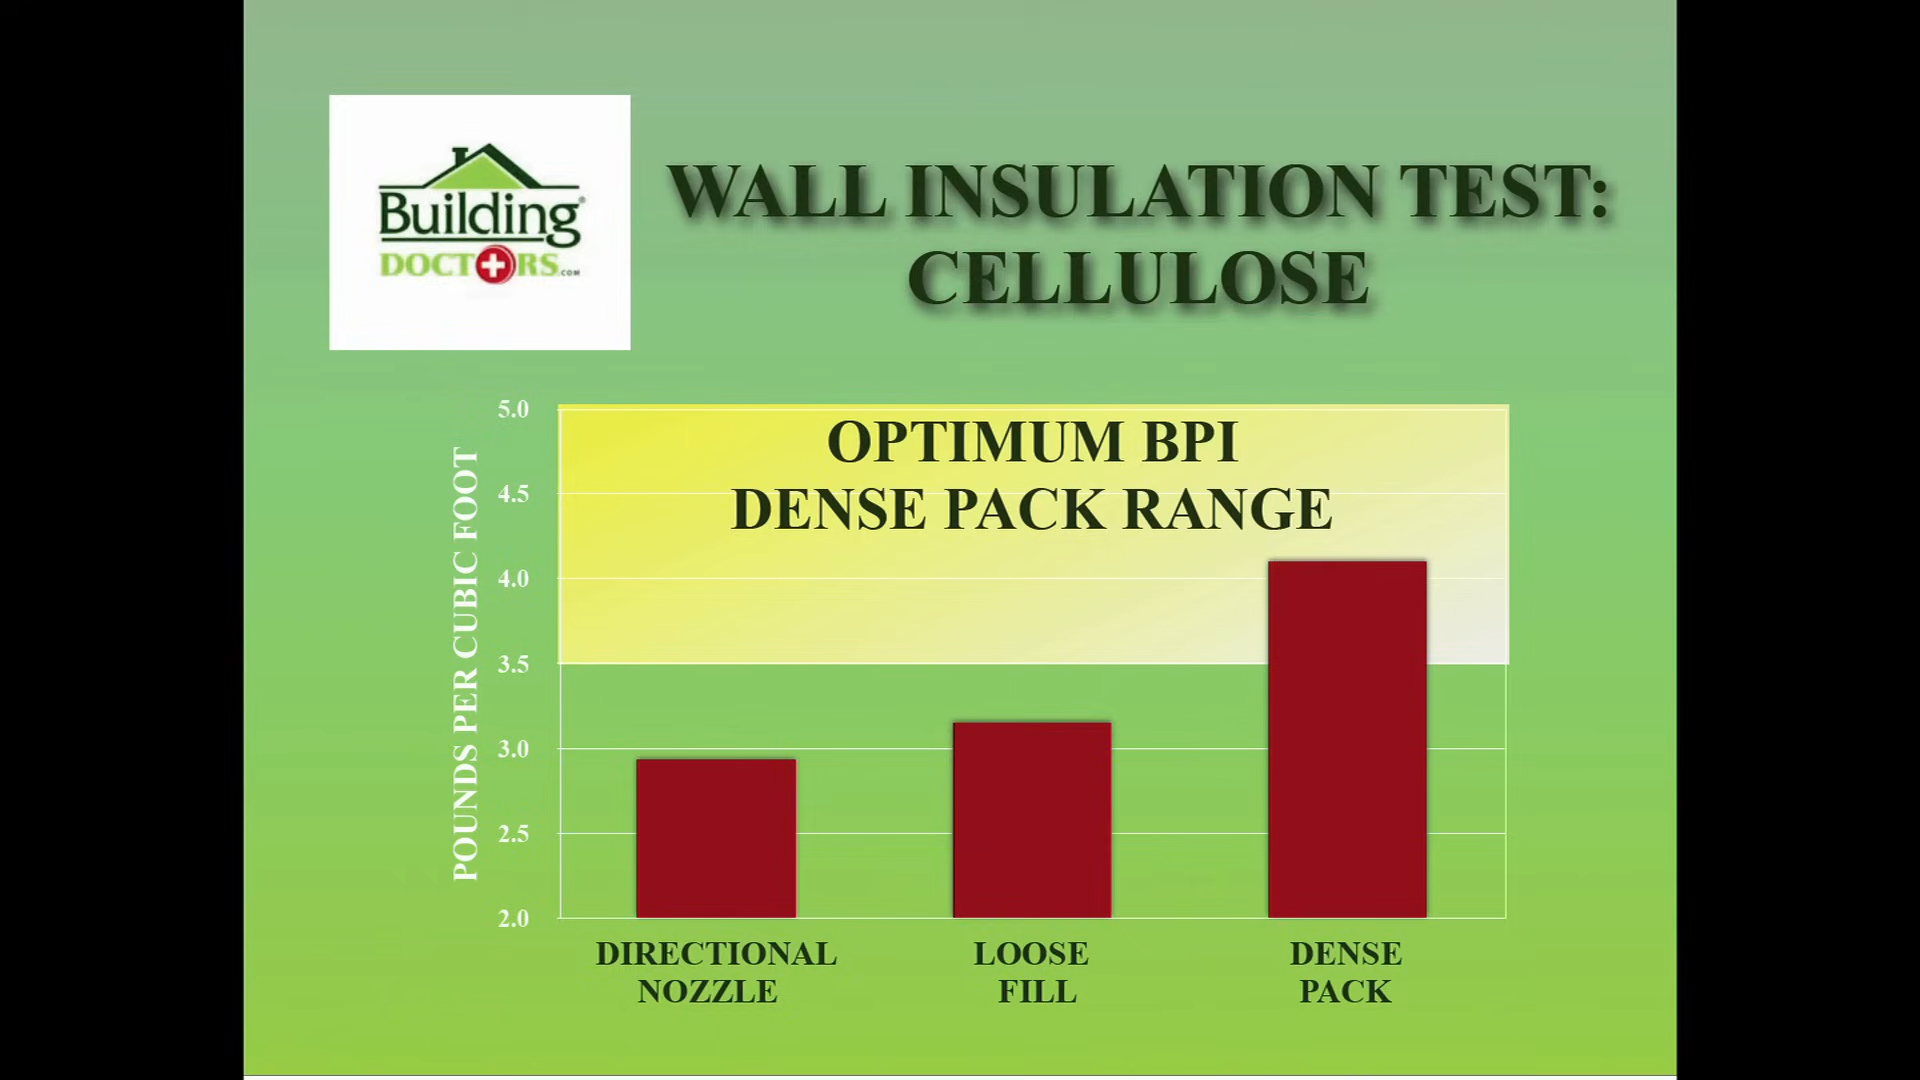 Building®
DOCTORS.COM
WALL INSULATION TEST:
CELLULOSE
OPTIMUM BPI
DENSE PACK RANGE
POUNDS PER CUBIC FOOT
5.0
4.5
4.0
3.5
3.0
2.5
2.0
DIRECTIONAL
NOZZLE
LOOSE
FILL
DENSE
PACK